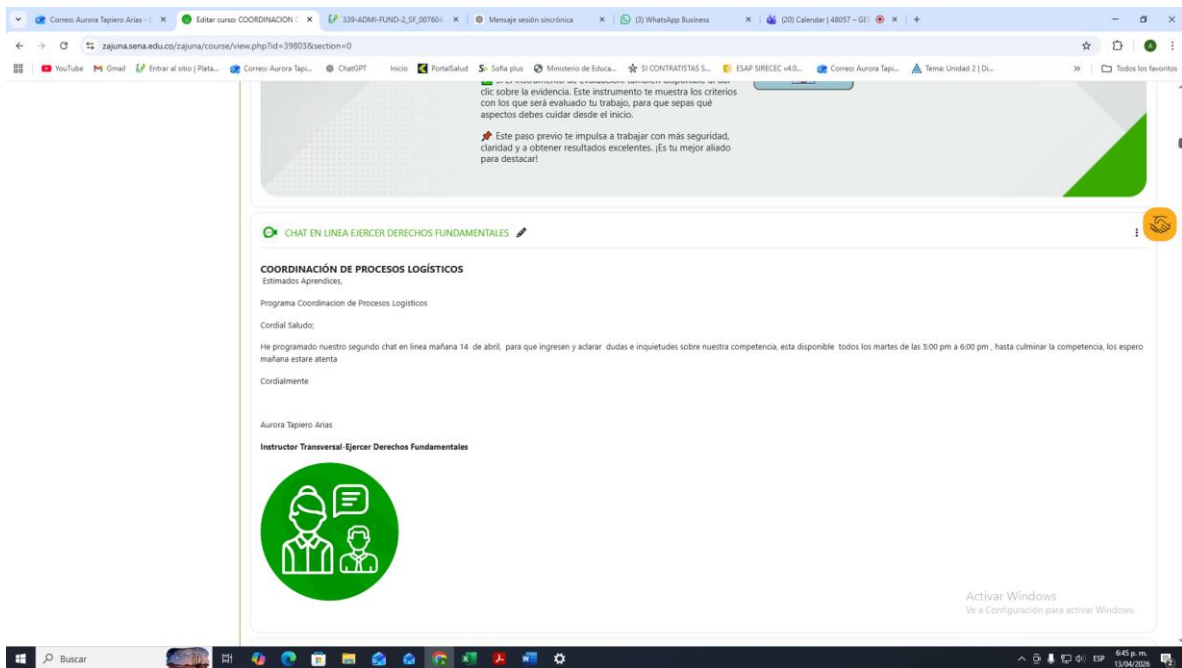 Correo: Aurora Tapiero Arias - (
Editar curso: COORDINACION
339-ADMI-FUND-2_SF_00760
Mensaje sesión sincrónica
(3) WhatsApp Business
(20) Calendar | 48057 – GE
zajuna.sena.edu.co/zajuna/course/view.php?id=39803&section=0
YouTube
Gmail
Entrar al sitio | Plata...
Correo: Aurora Tapi...
ChatGPT
Inicio
PortalSalud
Sofia plus
Ministerio de Educa...
SI CONTRATISTAS S...
ESAP SIRECEC v4.0...
Correo: Aurora Tapi...
Tema: Unidad 2 | Di...
Todos los favoritos
clic sobre la evidencia. Este instrumento te muestra los criterios
con los que será evaluado tu trabajo, para que sepas qué
aspectos debes cuidar desde el inicio.
Este paso previo te impulsa a trabajar con más seguridad,
claridad y a obtener resultados excelentes. ¡Es tu mejor aliado
para destacar!
CHAT EN LINEA EJERCER DERECHOS FUNDAMENTALES
COORDINACIÓN DE PROCESOS LOGÍSTICOS
Estimados Aprendices,
Programa Coordinacion de Procesos Logisticos
Cordial Saludo;
He programado nuestro segundo chat en linea mañana 14 de abril, para que ingresen y aclarar dudas e inquietudes sobre nuestra competencia, esta disponible todos los martes de las 5:00 pm a 6:00 pm , hasta culminar la competencia, los espero
mañana estare atenta
Cordialmente
Aurora Tapiero Arias
Instructor Transversal-Ejercer Derechos Fundamentales
Activar Windows
Ve a Configuración para activar Windows.
Buscar
ESP
6:45 p. m.
13/04/2026